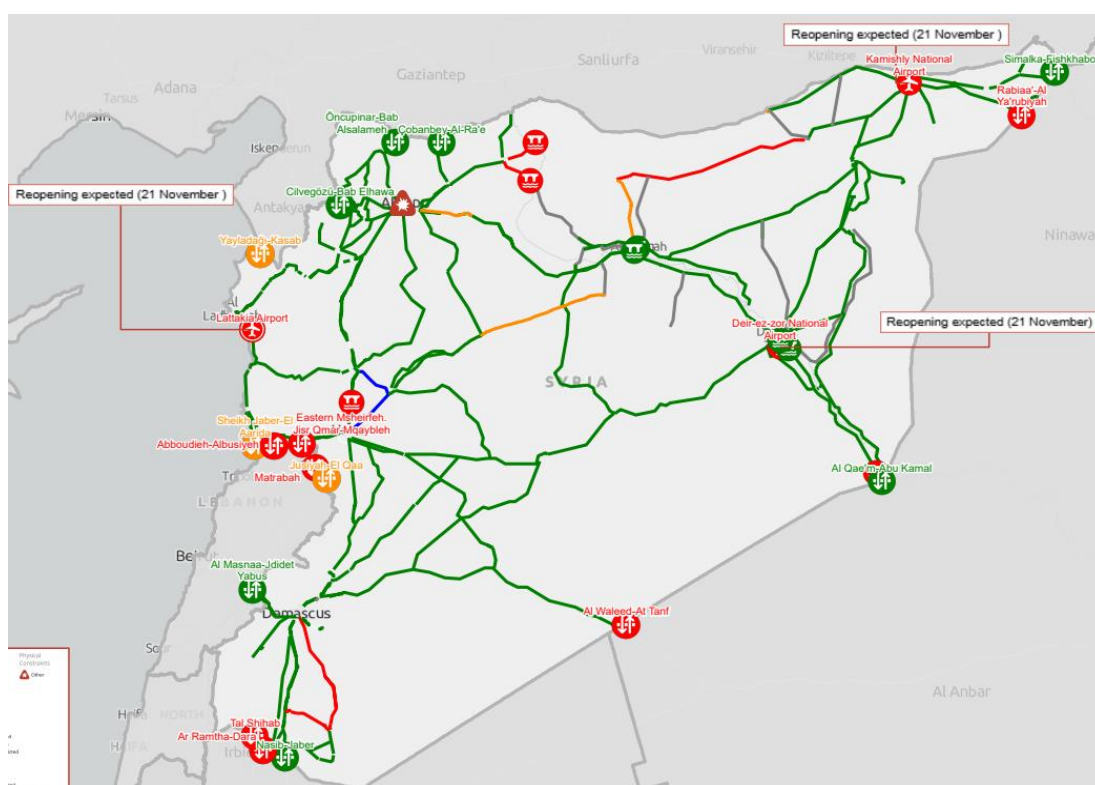 Reopening expected (21 November )
Viransehir
Kiziltepe
Sanliurfa
Gaziantep
Adana
Tarsus
Kamishly National
Airport
Simalka-Fishkhabo
Rabiaa'-Al
Ya'rubiyah
Öncupinar-Bab
Alsalameh
Cobanbey-Al-Ra'e
Cilvegözü-Bab Elhawa
Reopening expected (21 November )
Antakya
Yayladağı-Kasab
Ninawa
Al
Lattakia Airport
Deir-ez-zor National
Airport
Reopening expected (21 November)
SYRIA
Sheikh Jaber-El
Aarida
Eastern Msheirfeh.
Jisr Qmar-Mqaybleh
Abboudieh-Albusiyeh
Matrabah
Jusiyah-El Qaa
Al Qae'm-Abu Kamal
LEBANON
Al Masnaa-Jdidet
Yabus
Damascus
Al Waleed-At Tanf
Physical
Constraints
Other
Al Anbar
NORTH
Tal Shihab
Ar Ramtha-Dara
Nasib-Jaber
Irbid